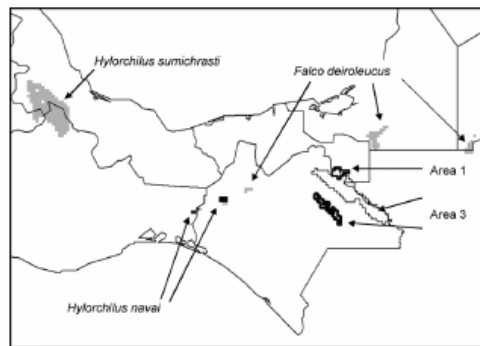 Hylorchilus sumichrasti
Falco deiroleucus
Area 1
Area 3
Hylorchilus navai